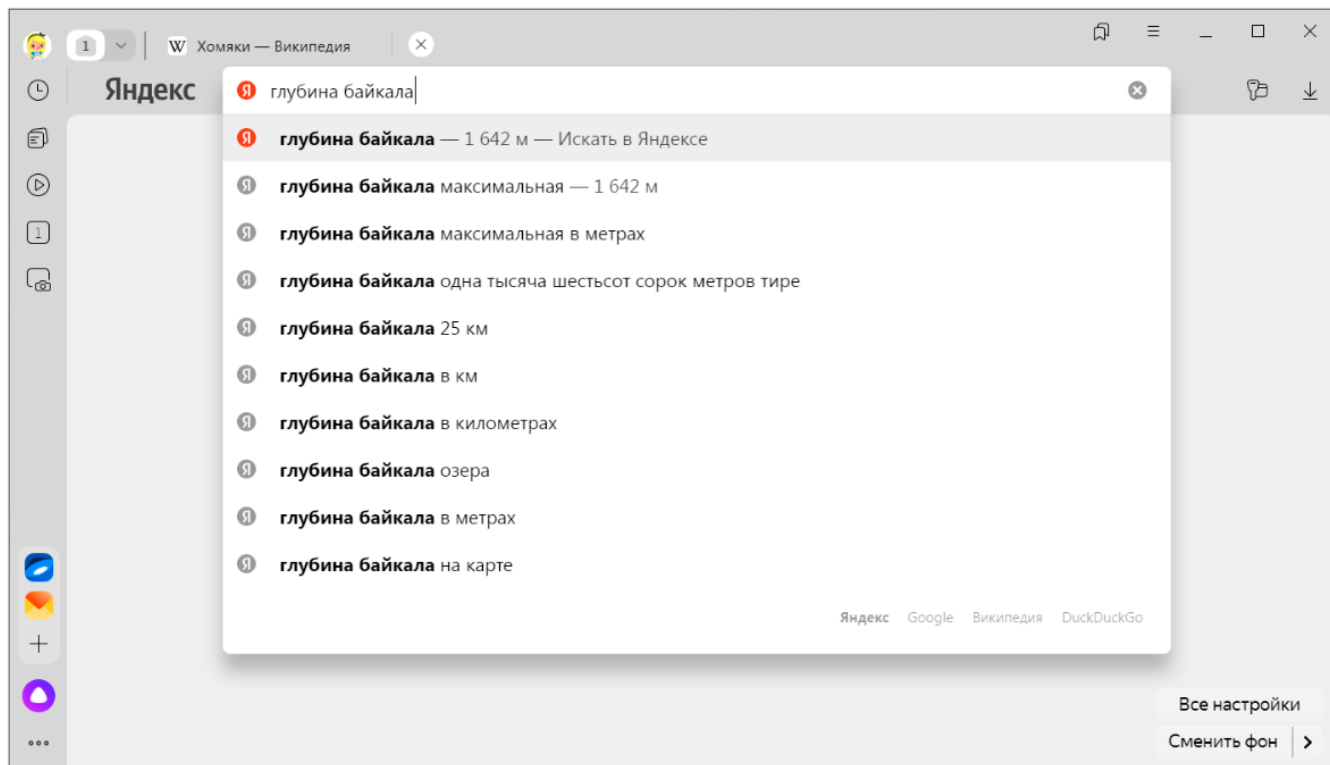 1
W Хомяки — Википедия
Яндекс
Я глубина байкала
Я глубина байкала — 1 642 м — Искать в Яндексе
Я глубина байкала максимальная — 1 642 м
Я глубина байкала максимальная в метрах
Я глубина байкала одна тысяча шестьсот сорок метров тире
Я глубина байкала 25 км
Я глубина байкала в км
Я глубина байкала в километрах
Я глубина байкала озера
Я глубина байкала в метрах
Я глубина байкала на карте
1
Яндекс Google Википедия DuckDuckGo
Все настройки
Сменить фон